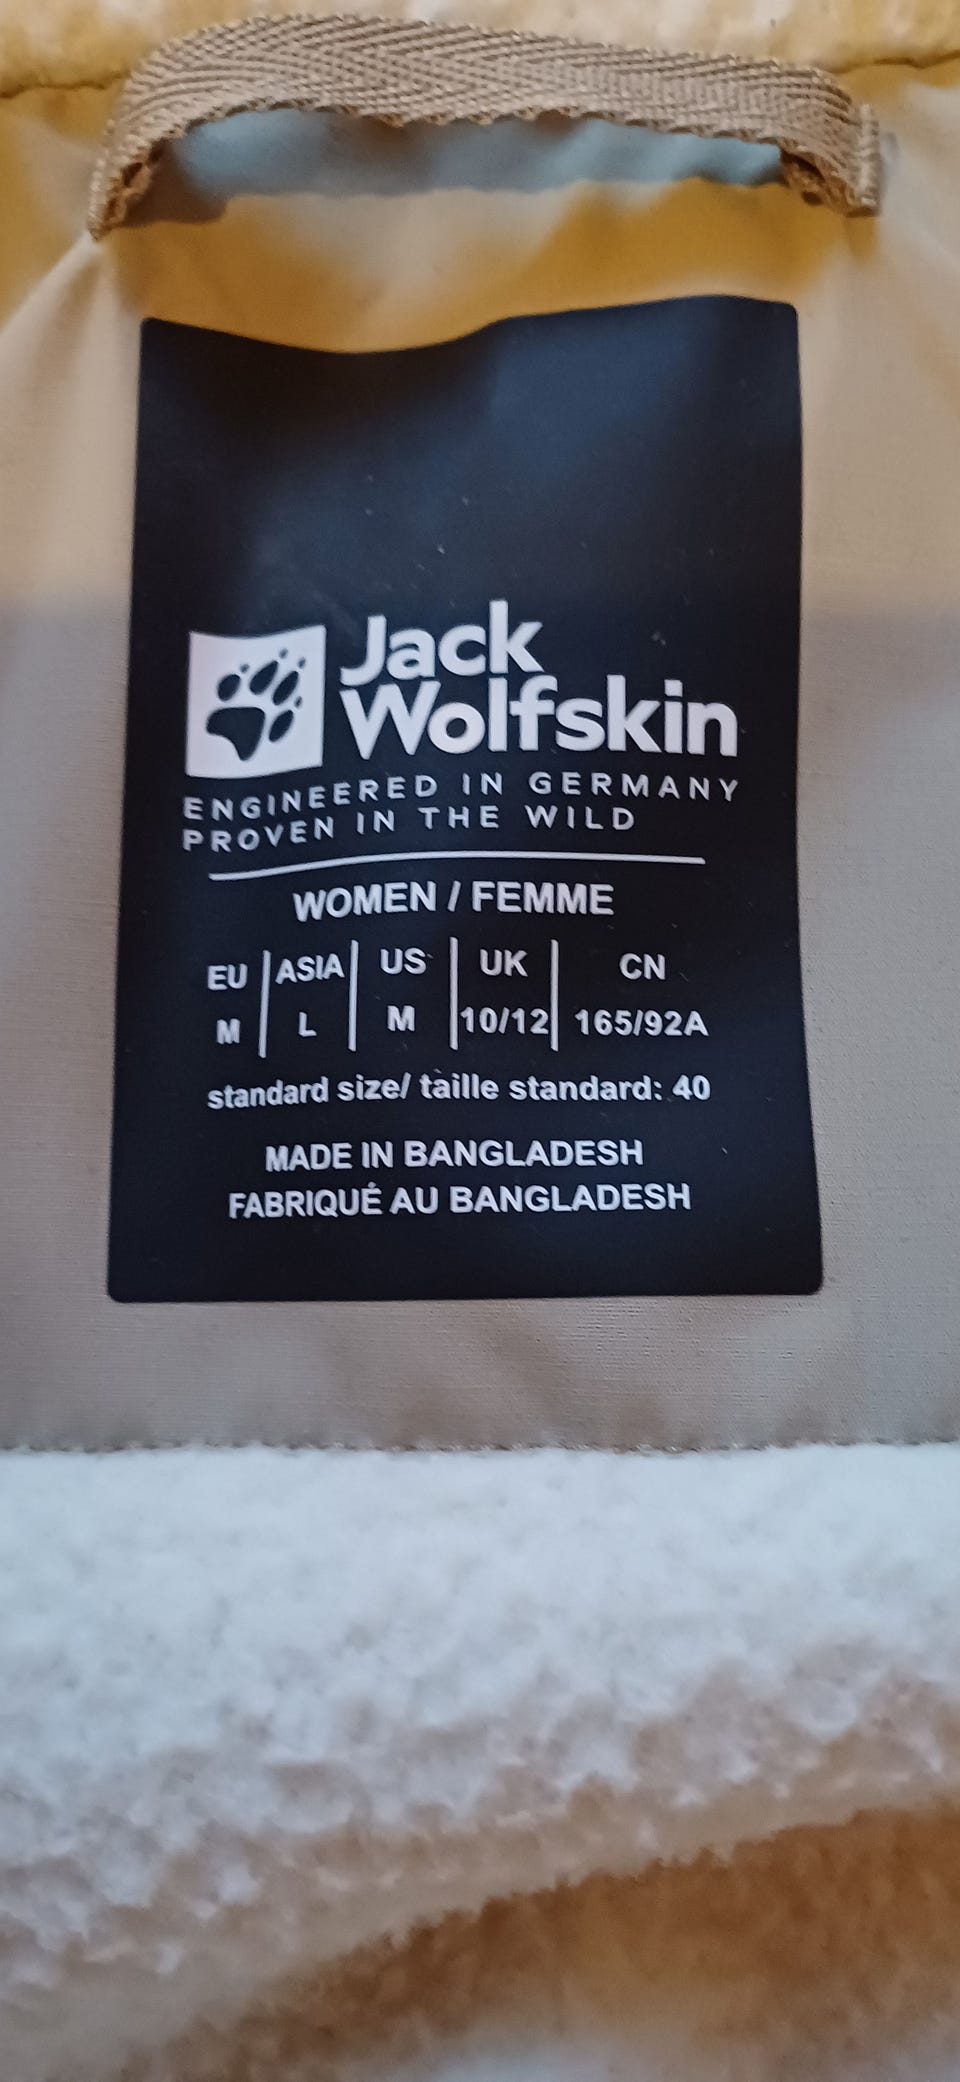 Jack
Wolfskin
ENGINEERED IN GERMANY
PROVEN IN THE WILD
WOMEN / FEMME
EU | ASIA | US | UK | CN
M | L | M | 10/12 | 165/92A
standard size/ taille standard: 40
MADE IN BANGLADESH
FABRIQUÉ AU BANGLADESH